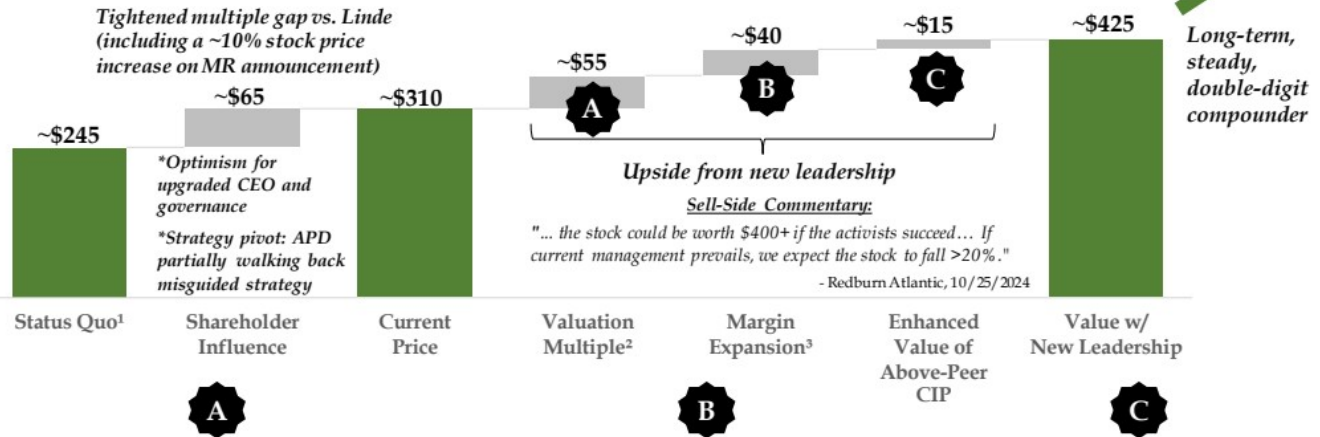 Tightened multiple gap vs. Linde
(including a ~10% stock price
increase on MR announcement)
~$245
~$65
~$310
~$55
~$40
~$15
~$425
Long-term,
steady,
double-digit
compounder
A
B
C
*Optimism for
upgraded CEO and
governance
*Strategy pivot: APD
partially walking back
misguided strategy
Upside from new leadership
Sell-Side Commentary:
"... the stock could be worth $400+ if the activists succeed... If
current management prevails, we expect the stock to fall >20%."
- Redburn Atlantic, 10/25/2024
Status Quo¹
Shareholder
Influence
Current
Price
Valuation
Multiple²
Margin
Expansion³
Enhanced
Value of
Above-Peer
CIP
Value w/
New Leadership
A
B
C